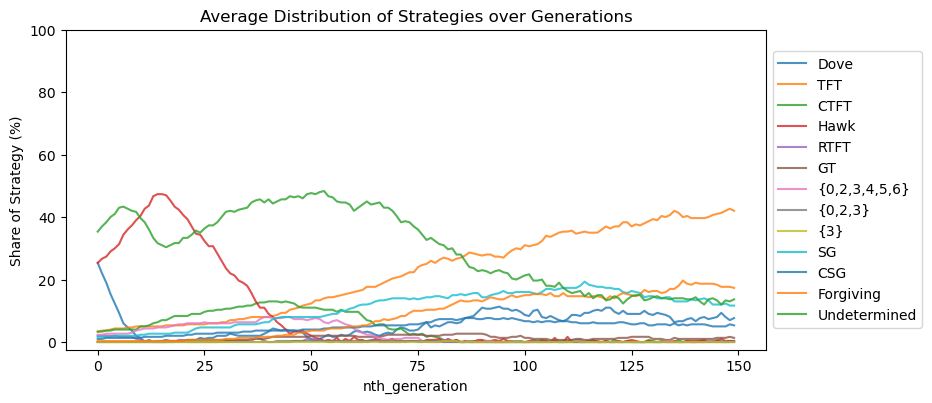 Average Distribution of Strategies over Generations
Share of Strategy (%)
100
80
60
40
20
0
0
25
50
75
100
125
150
nth_generation
Dove
TFT
CTFT
Hawk
RTFT
GT
{0,2,3,4,5,6}
{0,2,3}
{3}
SG
CSG
Forgiving
Undetermined